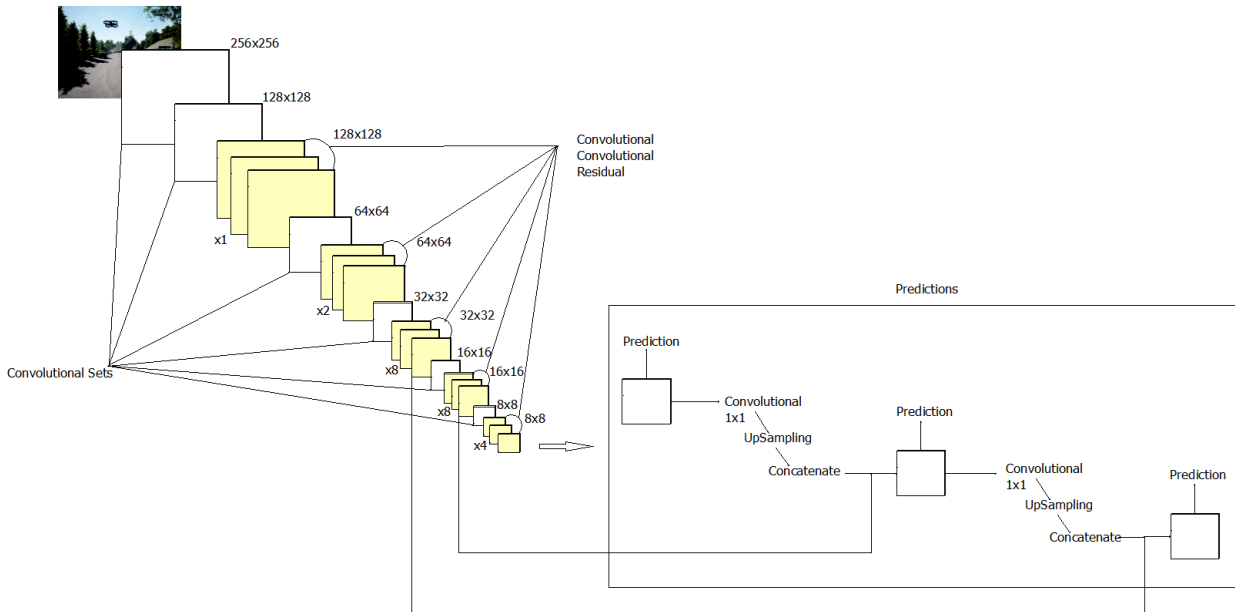 256x256
128x128
128x128
Convolutional
Convolutional
Residual
64x64
x1
64x64
32x32
x2
32x32
16x16
x8
16x16
8x8
x8
8x8
x4
Convolutional Sets
Predictions
Prediction
Convolutional
1x1
UpSampling
Concatenate
Prediction
Convolutional
1x1
UpSampling
Concatenate
Prediction